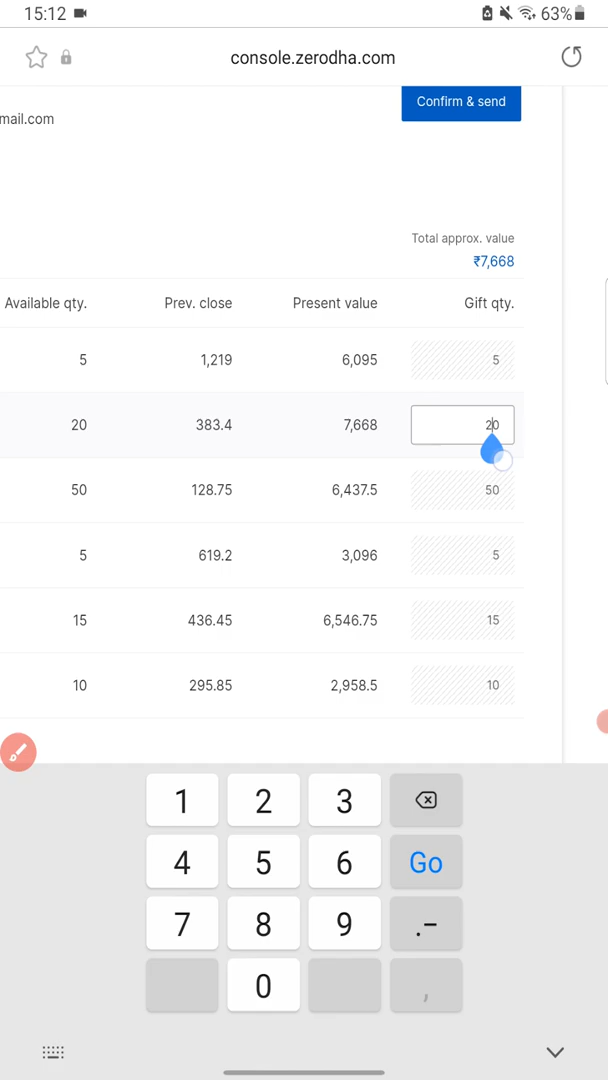 15:12 63%
console.zerodha.com
Confirm & send
mail.com
Total approx. value
₹7,668
Available qty. Prev. close Present value Gift qty.
5 1,219 6,095 5
20 383.4 7,668 20
50 128.75 6,437.5 50
5 619.2 3,096 5
15 436.45 6,546.75 15
10 295.85 2,958.5 10
1 2 3
4 5 6 Go
7 8 9 .-
0 ,